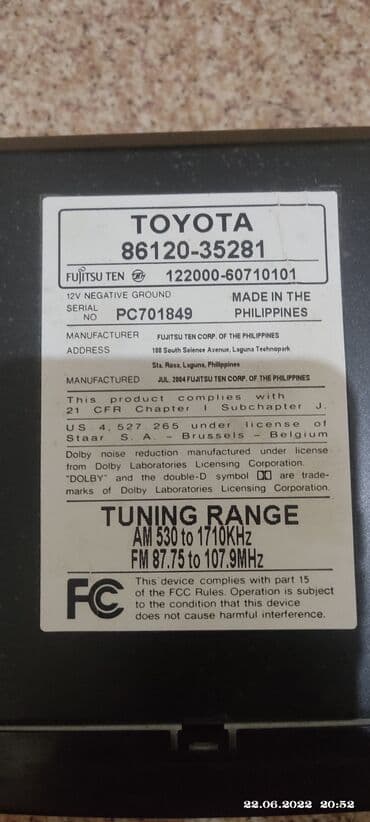 TOYOTA
86120-35281
FUJITSU TEN 122000-60710101
12V NEGATIVE GROUND
SERIAL NO PC701849
MADE IN THE PHILIPPINES
MANUFACTURER FUJITSU TEN CORP. OF THE PHILIPPINES
ADDRESS 108 South Science Avenue, Laguna Technopark
Sta. Rosa, Laguna, Philippines
MANUFACTURED JUL. 2004 FUJITSU TEN CORP. OF THE PHILIPPINES
This product complies with
21 CFR Chapter I Subchapter J.
US 4,527,265 under license of
Staar S.A. – Brussels – Belgium
Dolby noise reduction manufactured under license
from Dolby Laboratories Licensing Corporation.
"DOLBY" and the double-D symbol are trade-
marks of Dolby Laboratories Licensing Corporation.
TUNING RANGE
AM 530 to 1710KHz
FM 87.75 to 107.9MHz
FC
This device complies with part 15
of the FCC Rules. Operation is subject
to the condition that this device
does not cause harmful interference.
22.06.2022 20:52